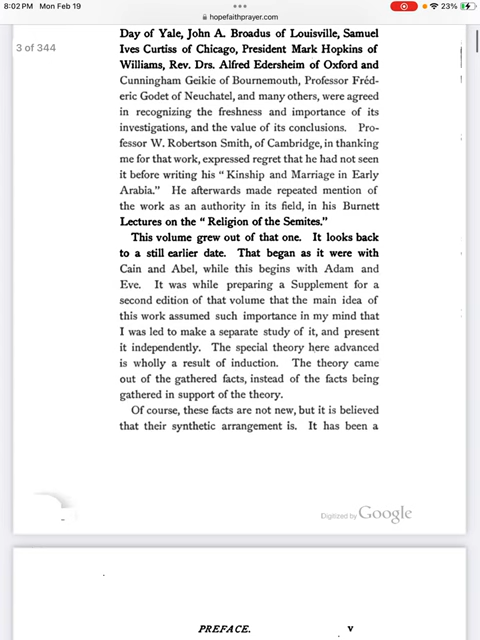 8:02 PM Mon Feb 19
23%
hopefaithprayer.com
3 of 344
Day of Yale, John A. Broadus of Louisville, Samuel
Ives Curtiss of Chicago, President Mark Hopkins of
Williams, Rev. Drs. Alfred Edersheim of Oxford and
Cunningham Geikie of Bournemouth, Professor Fréd-
eric Godet of Neuchatel, and many others, were agreed
in recognizing the freshness and importance of its
investigations, and the value of its conclusions. Pro-
fessor W. Robertson Smith, of Cambridge, in thanking
me for that work, expressed regret that he had not seen
it before writing his “ Kinship and Marriage in Early
Arabia.” He afterwards made repeated mention of
the work as an authority in its field, in his Burnett
Lectures on the “ Religion of the Semites.”
This volume grew out of that one. It looks back
to a still earlier date. That began as it were with
Cain and Abel, while this begins with Adam and
Eve. It was while preparing a Supplement for a
second edition of that volume that the main idea of
this work assumed such importance in my mind that
I was led to make a separate study of it, and present
it independently. The special theory here advanced
is wholly a result of induction. The theory came
out of the gathered facts, instead of the facts being
gathered in support of the theory.
Of course, these facts are not new, but it is believed
that their synthetic arrangement is. It has been a
Digitized by Google
PREFACE. v